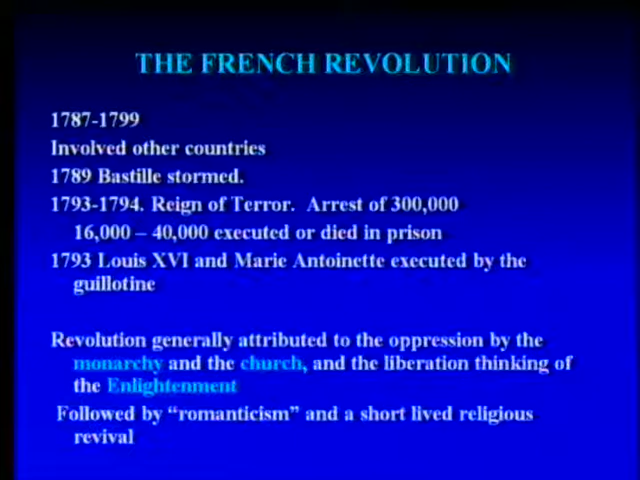 THE FRENCH REVOLUTION
1787-1799
Involved other countries
1789 Bastille stormed.
1793-1794. Reign of Terror. Arrest of 300,000
16,000 – 40,000 executed or died in prison
1793 Louis XVI and Marie Antoinette executed by the
guillotine
Revolution generally attributed to the oppression by the
monarchy and the church, and the liberation thinking of
the Enlightenment
Followed by “romanticism” and a short lived religious
revival